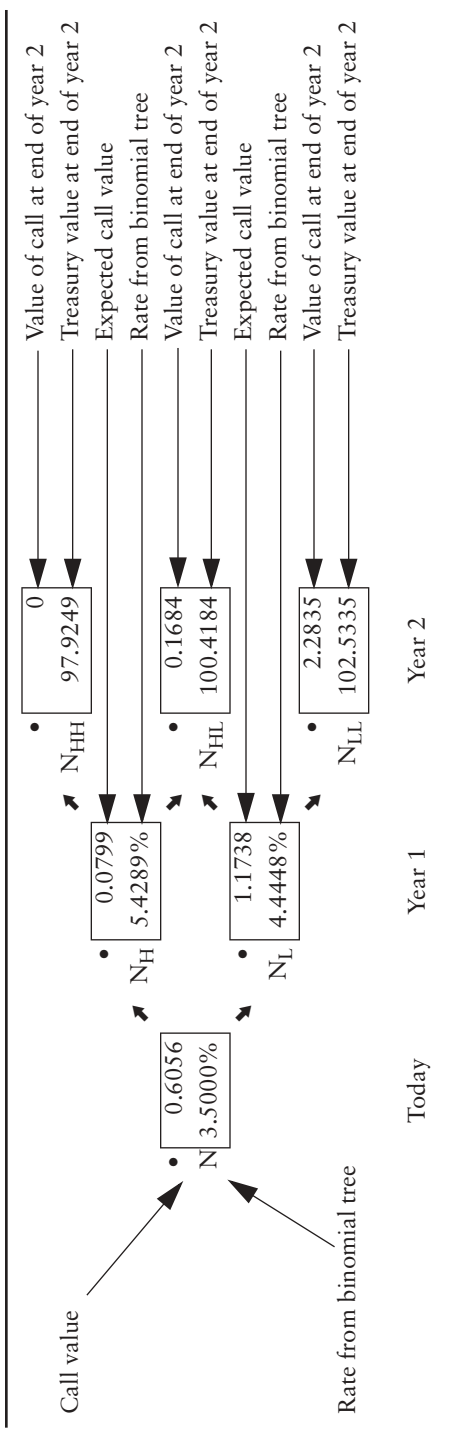 Value of call at end of year 2
Treasury value at end of year 2
Expected call value
Rate from binomial tree
Value of call at end of year 2
Treasury value at end of year 2
Expected call value
Rate from binomial tree
Value of call at end of year 2
Treasury value at end of year 2
0
97.9249
• N_HH
0.1684
100.4184
• N_HL
2.2835
102.5335
• N_LL
0.0799
5.4289%
• N_H
1.1738
4.4448%
• N_L
0.6056
3.5000%
• N
Call value
Rate from binomial tree
Today
Year 1
Year 2